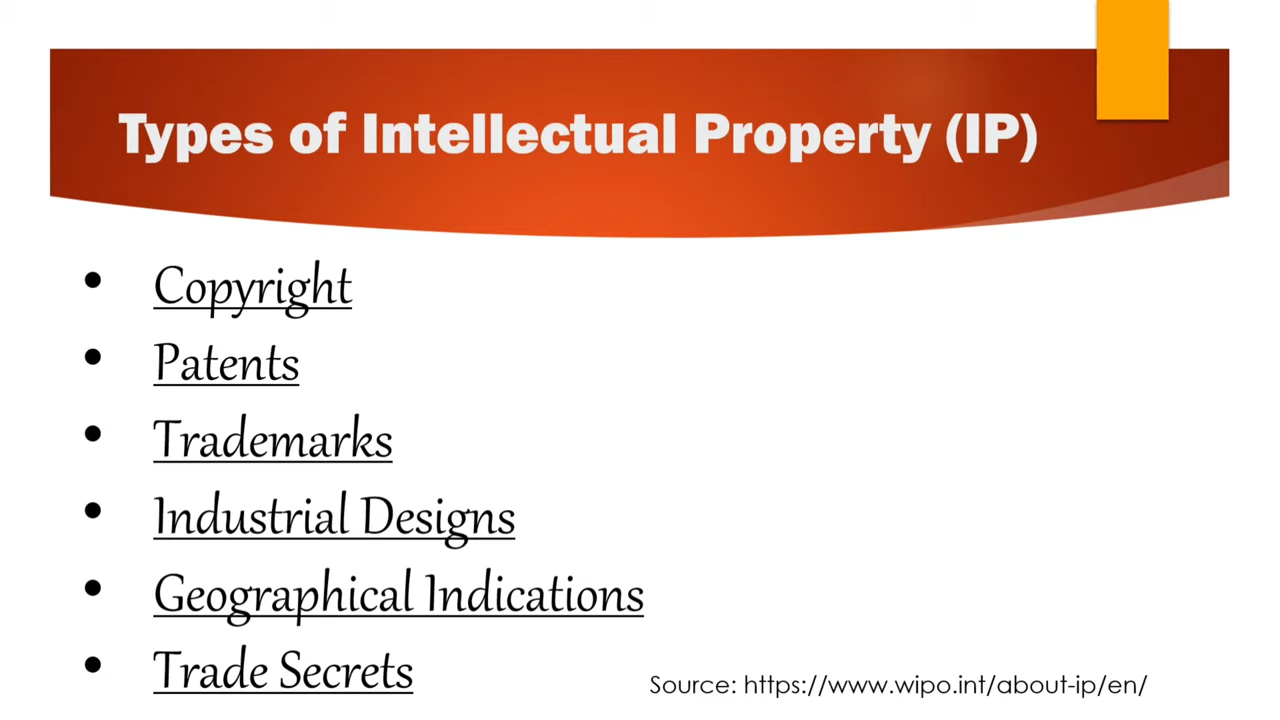 Types of Intellectual Property (IP)
• Copyright
• Patents
• Trademarks
• Industrial Designs
• Geographical Indications
• Trade Secrets
Source: https://www.wipo.int/about-ip/en/